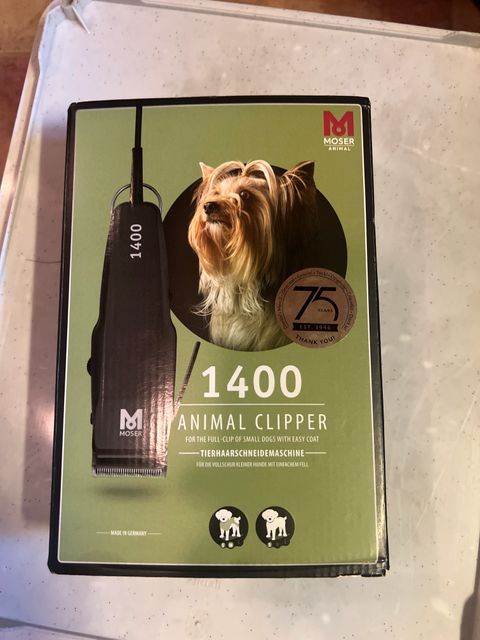 MOSER
ANIMAL
1400
75
YEARS
EST. 1946
THANK YOU!
MOSER
1400
ANIMAL CLIPPER
FOR THE FULL-CLIP OF SMALL DOGS WITH EASY COAT
TIERHAARSCHNEIDEMASCHINE
FÜR DIE VOLLSCHUR KLEINER HUNDE MIT EINFACHEM FELL
MADE IN GERMANY